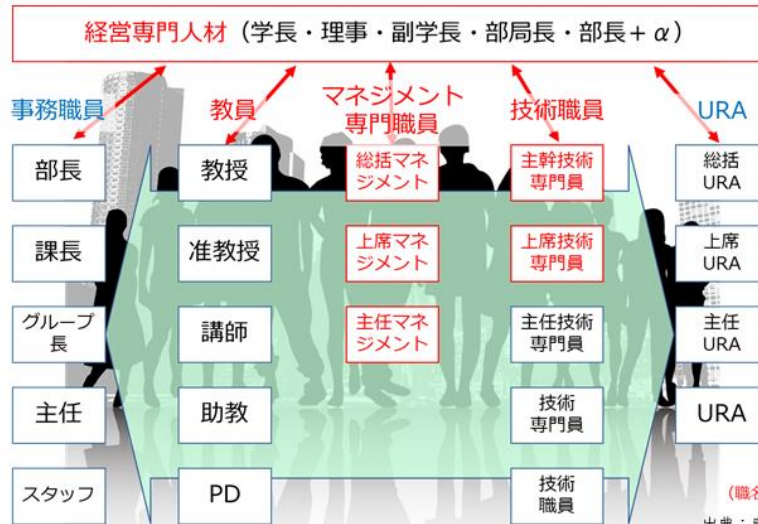 経営専門人材（学長・理事・副学長・部局長・部長＋α）
事務職員
教員
マネジメント
専門職員
技術職員
URA
部長
教授
総括マネ
ジメント
主幹技術
専門員
総括
URA
課長
准教授
上席マネ
ジメント
上席技術
専門員
上席
URA
グループ
長
講師
主任マネ
ジメント
主任技術
専門員
主任
URA
主任
助教
技術
専門員
URA
スタッフ
PD
技術
職員
（職名
出典：